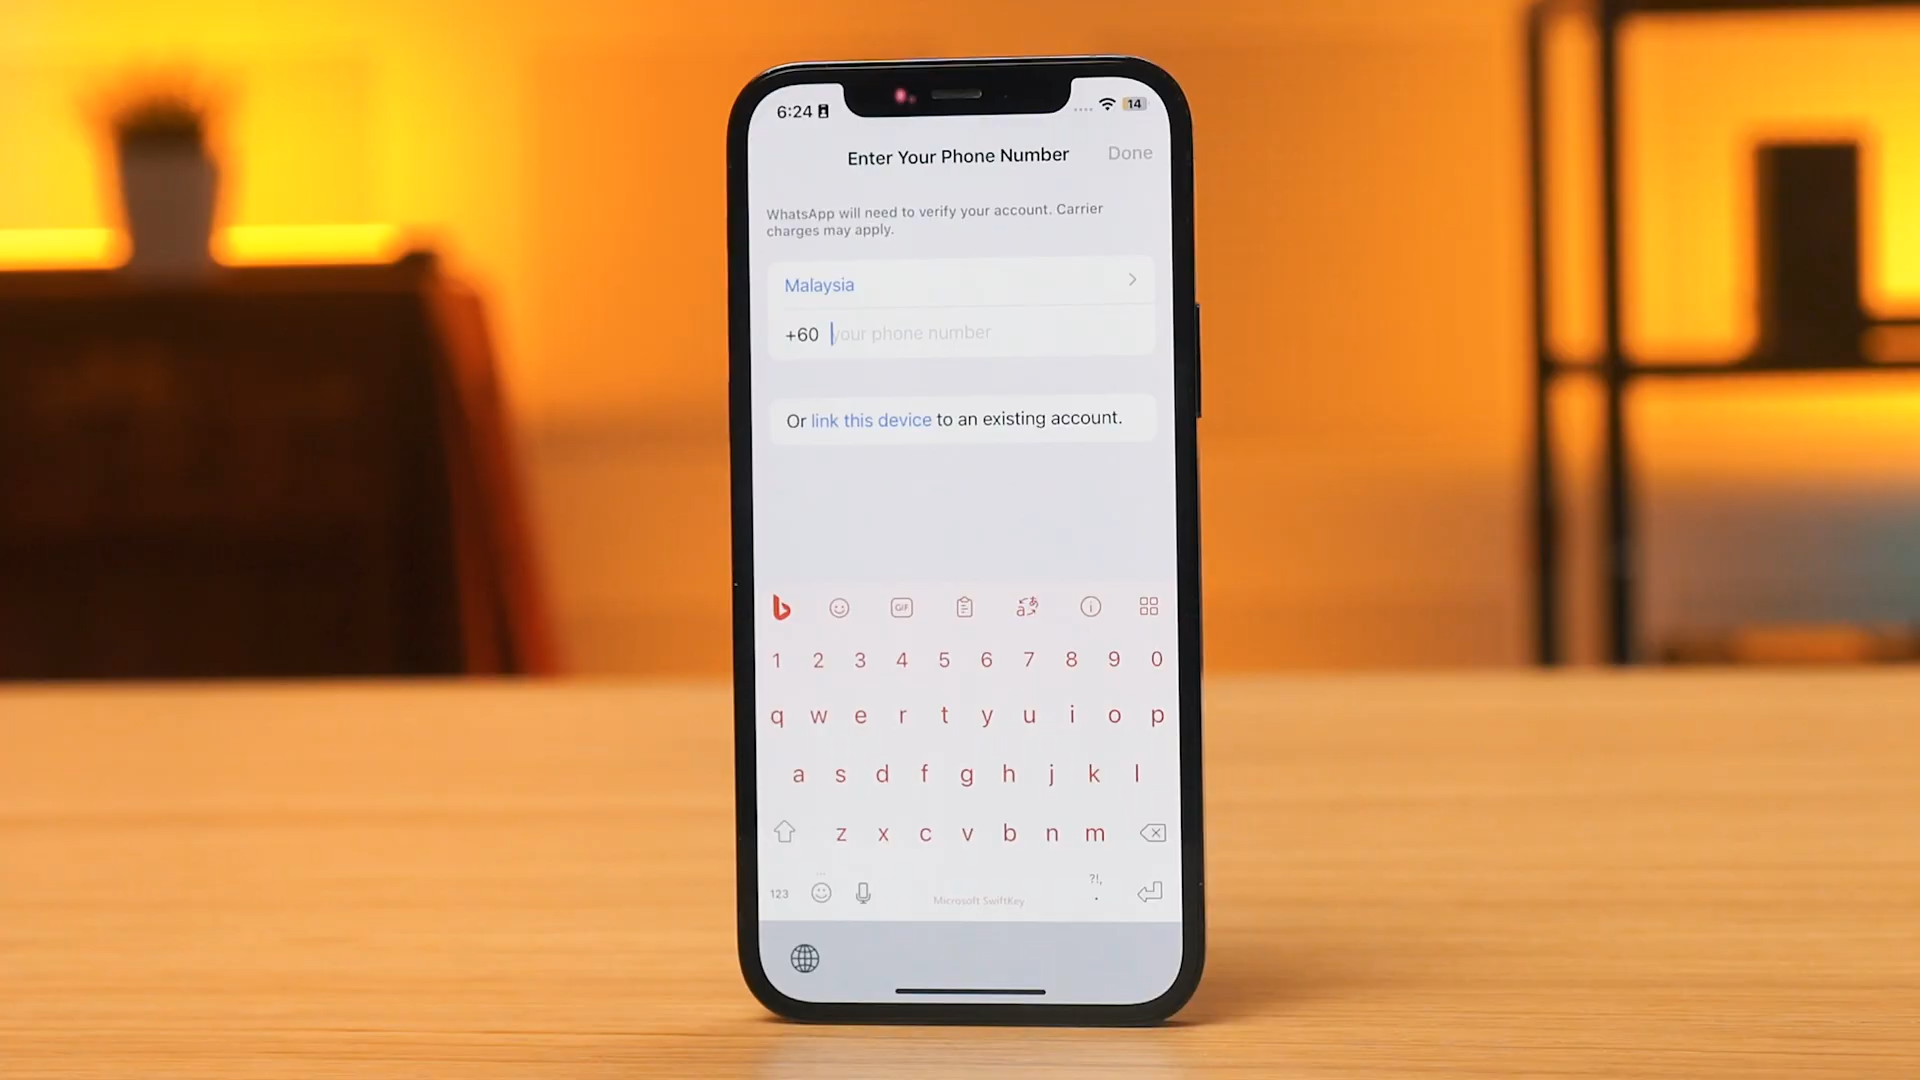 6:24
14
Enter Your Phone Number
Done
WhatsApp will need to verify your account. Carrier
charges may apply.
Malaysia
+60 your phone number
Or link this device to an existing account.
GIF
1 2 3 4 5 6 7 8 9 0
q w e r t y u i o p
a s d f g h j k l
z x c v b n m
?!,
123 Microsoft SwiftKey .